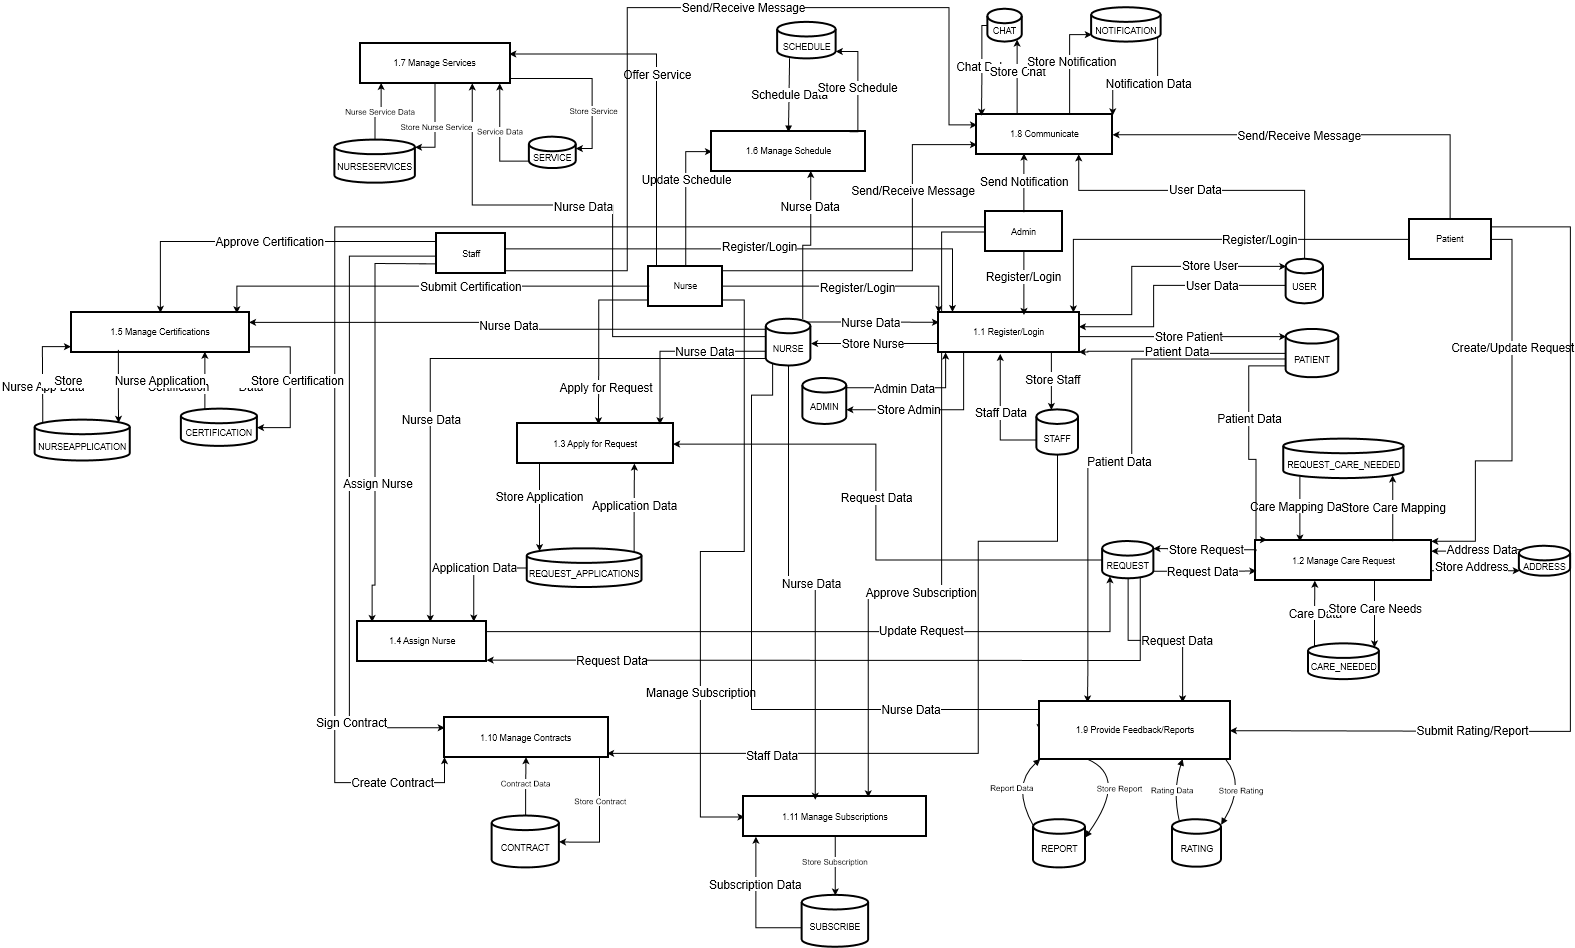 Send/Receive Message
SCHEDULE
CHAT
NOTIFICATION
1.7 Manage Services
Offer Service
Chat
Store Chat
Store Notification
Notification Data
Schedule Data
Store Schedule
Nurse Service Data
Store Nurse Service
Service Data
Store Service
NURSESERVICES
SERVICE
1.6 Manage Schedule
1.8 Communicate
Send/Receive Message
Update Schedule
Send/Receive Message
Send Notification
User Data
Nurse Data
Nurse Data
Approve Certification
Staff
Register/Login
Admin
Register/Login
Patient
Submit Certification
Nurse
Register/Login
Register/Login
Store User
User Data
USER
1.5 Manage Certifications
Nurse Data
NURSE
Nurse Data
Store Nurse
1.1 Register/Login
Store Patient
Patient Data
PATIENT
Create/Update Request
Nurse Data
Nurse App Data
Store
Nurse Application
Certification
Data
Store Certification
Apply for Request
Admin Data
Store Admin
ADMIN
Store Staff
Staff Data
STAFF
Patient Data
NURSEAPPLICATION
CERTIFICATION
Nurse Data
1.3 Apply for Request
Patient Data
REQUEST_CARE_NEEDED
Assign Nurse
Store Application
Application Data
Request Data
Care Mapping Da
Store Care Mapping
Application Data
REQUEST_APPLICATIONS
REQUEST
Store Request
Request Data
1.2 Manage Care Request
Address Data
Store Address
ADDRESS
Nurse Data
Approve Subscription
Care Data
Store Care Needs
1.4 Assign Nurse
Update Request
Request Data
Request Data
CARE_NEEDED
Manage Subscription
Nurse Data
Sign Contract
1.10 Manage Contracts
1.9 Provide Feedback/Reports
Submit Rating/Report
Staff Data
Create Contract
Contract Data
Store Contract
Report Data
Store Report
Rating Data
Store Rating
1.11 Manage Subscriptions
CONTRACT
REPORT
RATING
Store Subscription
Subscription Data
SUBSCRIBE